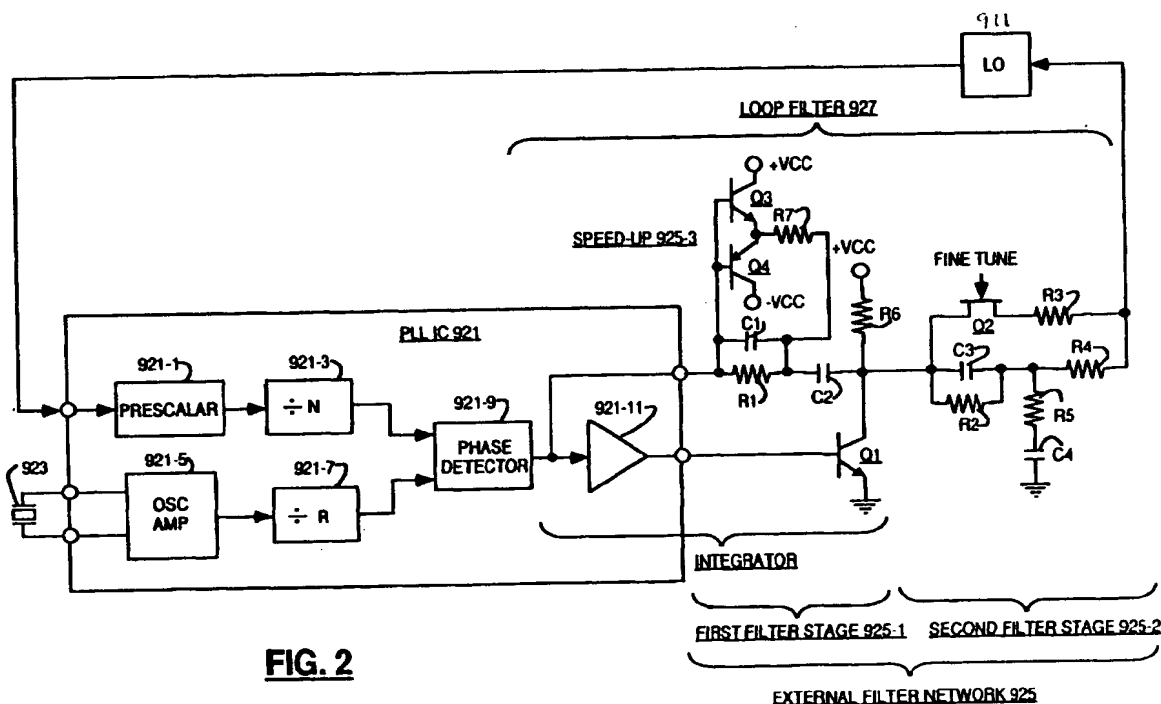 911
LO
LOOP FILTER 927
+VCC
Q3
R7
SPEED-UP 925-3
+VCC
Q4
FINE TUNE
-VCC
R6
R3
Q2
PLL IC 921
C1
C3
R4
921-1
921-3
R1
C2
921-9
921-11
R2
R5
PRESCALAR
÷ N
C4
923
921-5
921-7
PHASE
DETECTOR
Q1
OSC
AMP
÷ R
INTEGRATOR
FIRST FILTER STAGE 925-1
SECOND FILTER STAGE 925-2
FIG. 2
EXTERNAL FILTER NETWORK 925